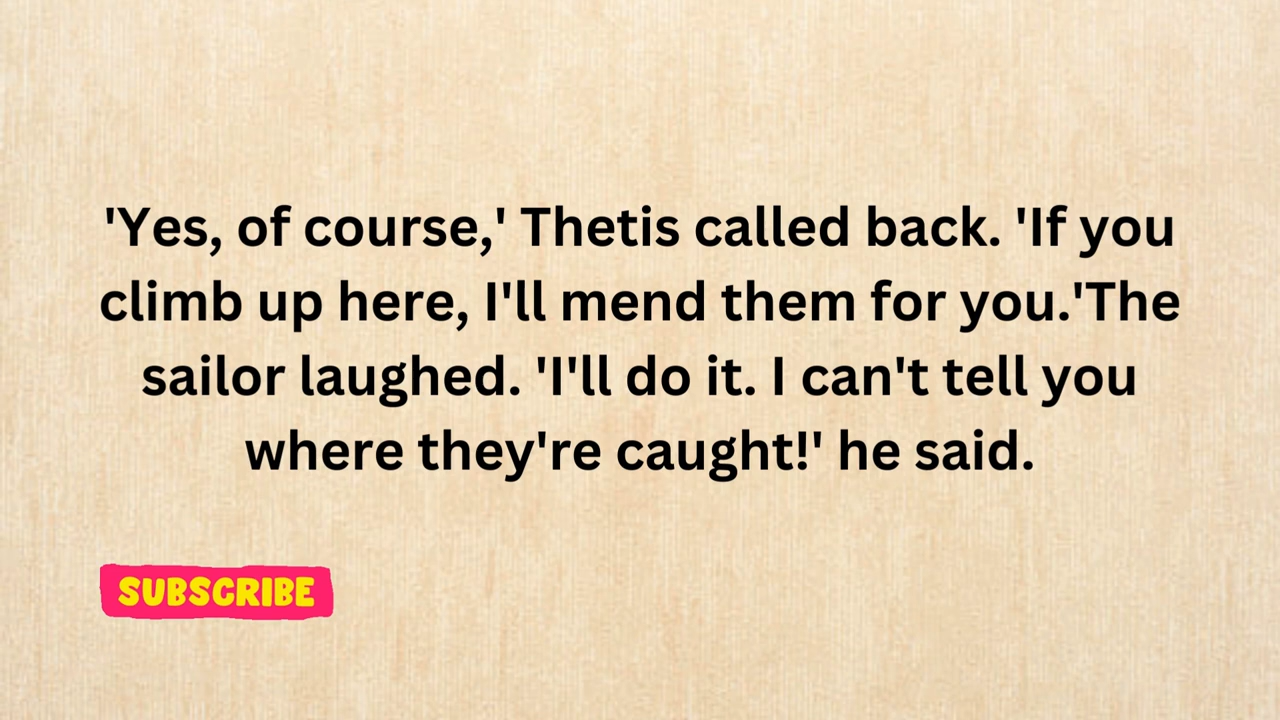 'Yes, of course,' Thetis called back. 'If you
climb up here, I'll mend them for you.'The
sailor laughed. 'I'll do it. I can't tell you
where they're caught!' he said.
SUBSCRIBE